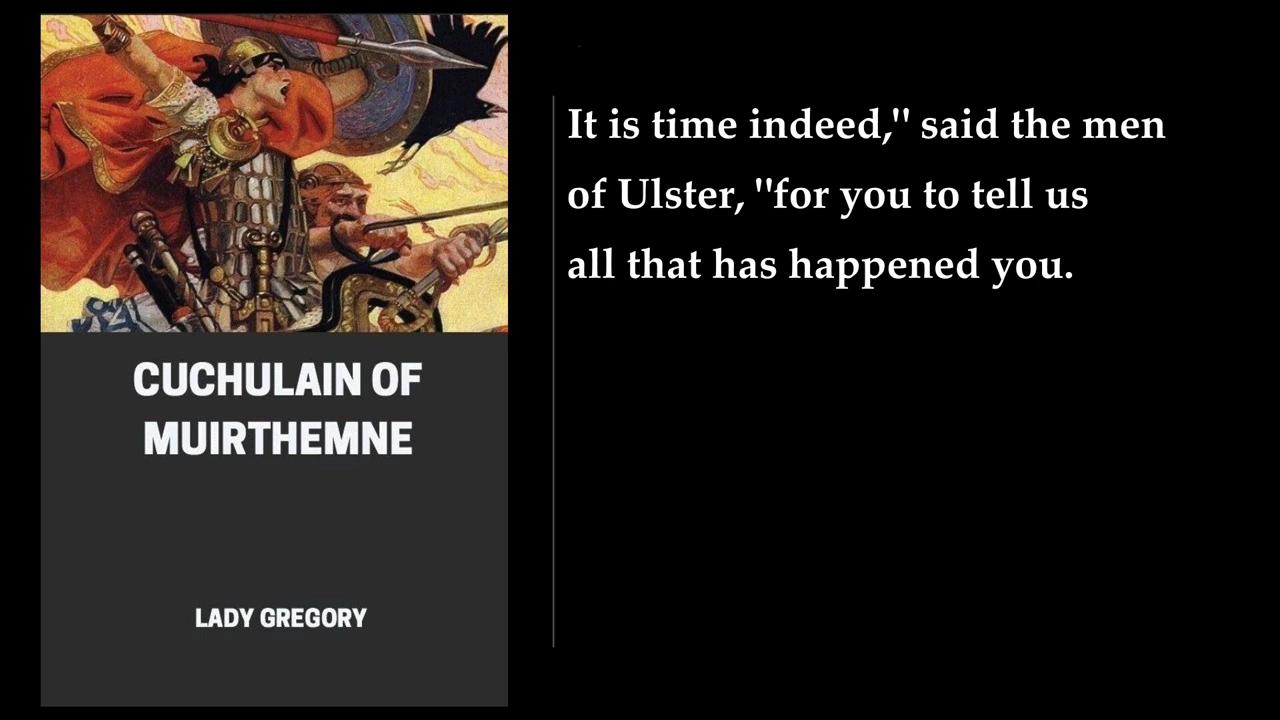 CUCHULAIN OF
MUIRTHEMNE
LADY GREGORY
It is time indeed," said the men
of Ulster, "for you to tell us
all that has happened you.